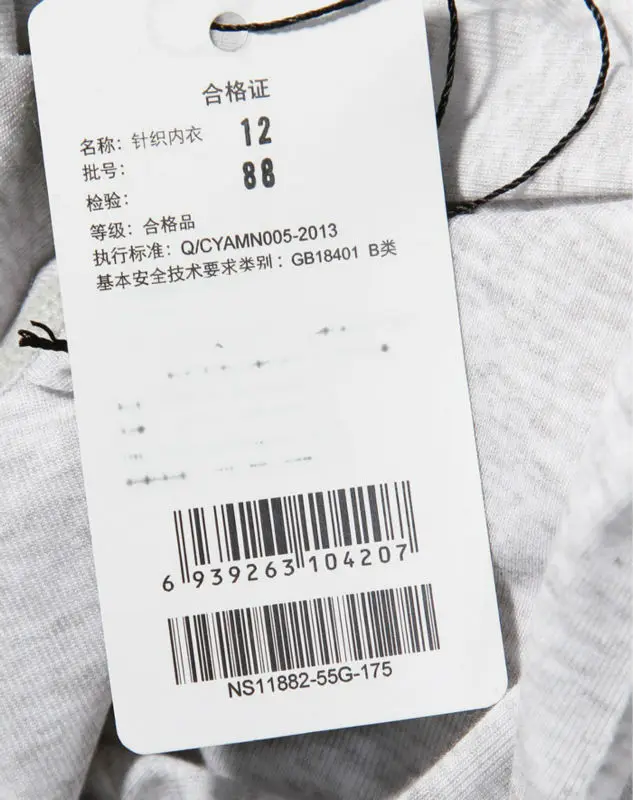 合格证
名称：针织内衣 12
批号： 88
检验：
等级：合格品
执行标准：Q/CYAMN005-2013
基本安全技术要求类别：GB18401 B类
6 939263 104207
NS11882-55G-175